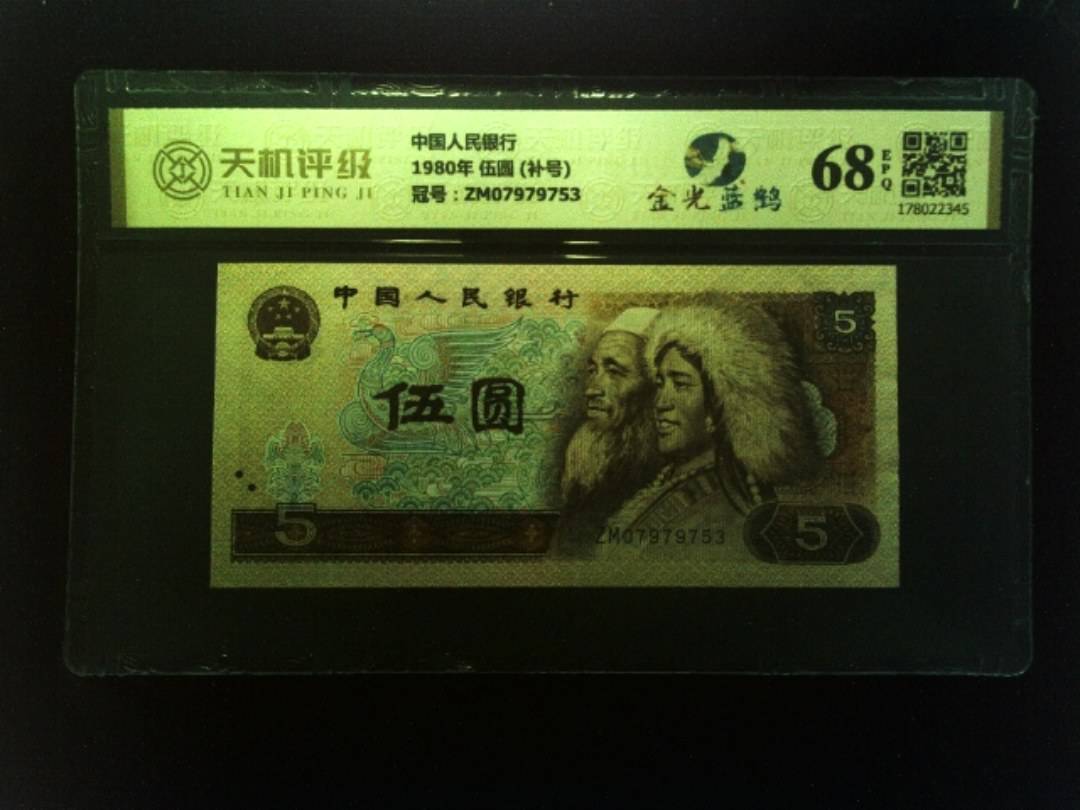 天机评级
TIAN JI PING JI
中国人民银行
1980年 伍圆 (补号)
冠号：ZM07979753
金光蓝鹤
68
EPQ
178022345
中国人民银行
5
伍圆
5
ZM07979753
5